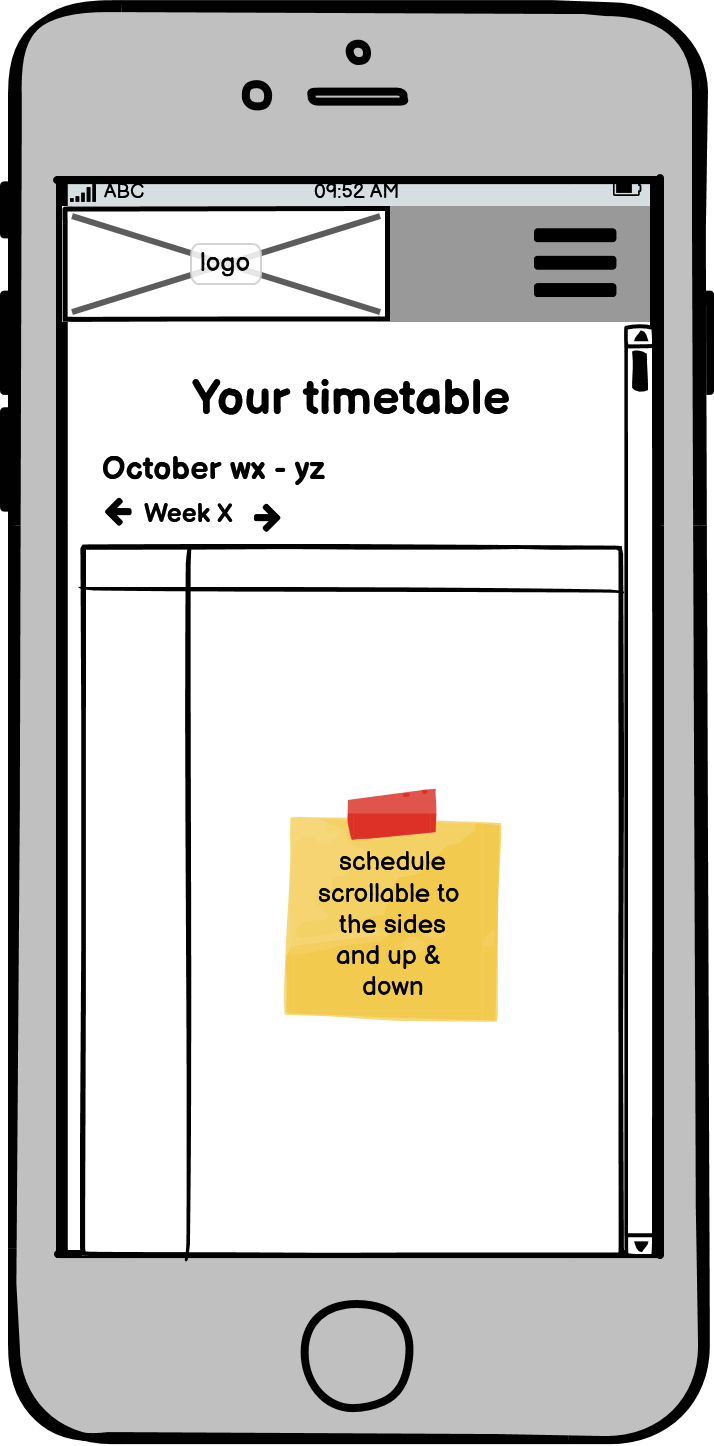 ABC 09:52 AM
logo
Your timetable
October wx - yz
Week X
schedule
scrollable to
the sides
and up &
down